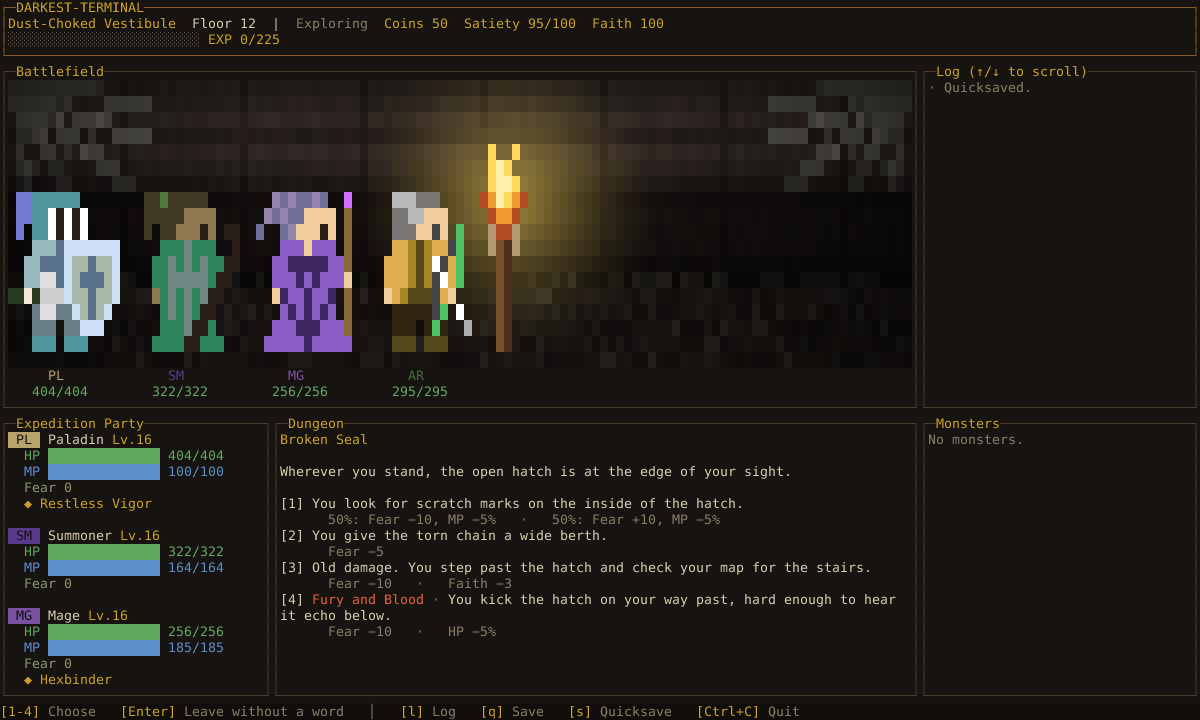 DARKEST-TERMINAL
Dust-Choked Vestibule  Floor 12  |  Exploring  Coins 50  Satiety 95/100  Faith 100
EXP 0/225
Battlefield
Log (↑/↓ to scroll)
· Quicksaved.
PL SM MG AR
404/404 322/322 256/256 295/295
Expedition Party
PL Paladin Lv.16
HP 404/404
MP 100/100
Fear 0
◆ Restless Vigor
SM Summoner Lv.16
HP 322/322
MP 164/164
Fear 0
MG Mage Lv.16
HP 256/256
MP 185/185
Fear 0
◆ Hexbinder
Dungeon
Broken Seal
Wherever you stand, the open hatch is at the edge of your sight.
[1] You look for scratch marks on the inside of the hatch.
50%: Fear −10, MP −5%  ·  50%: Fear +10, MP −5%
[2] You give the torn chain a wide berth.
Fear −5
[3] Old damage. You step past the hatch and check your map for the stairs.
Fear −10  ·  Faith −3
[4] Fury and Blood · You kick the hatch on your way past, hard enough to hear
it echo below.
Fear −10  ·  HP −5%
Monsters
No monsters.
[1-4] Choose  [Enter] Leave without a word  |  [l] Log  [q] Save  [s] Quicksave  [Ctrl+C] Quit